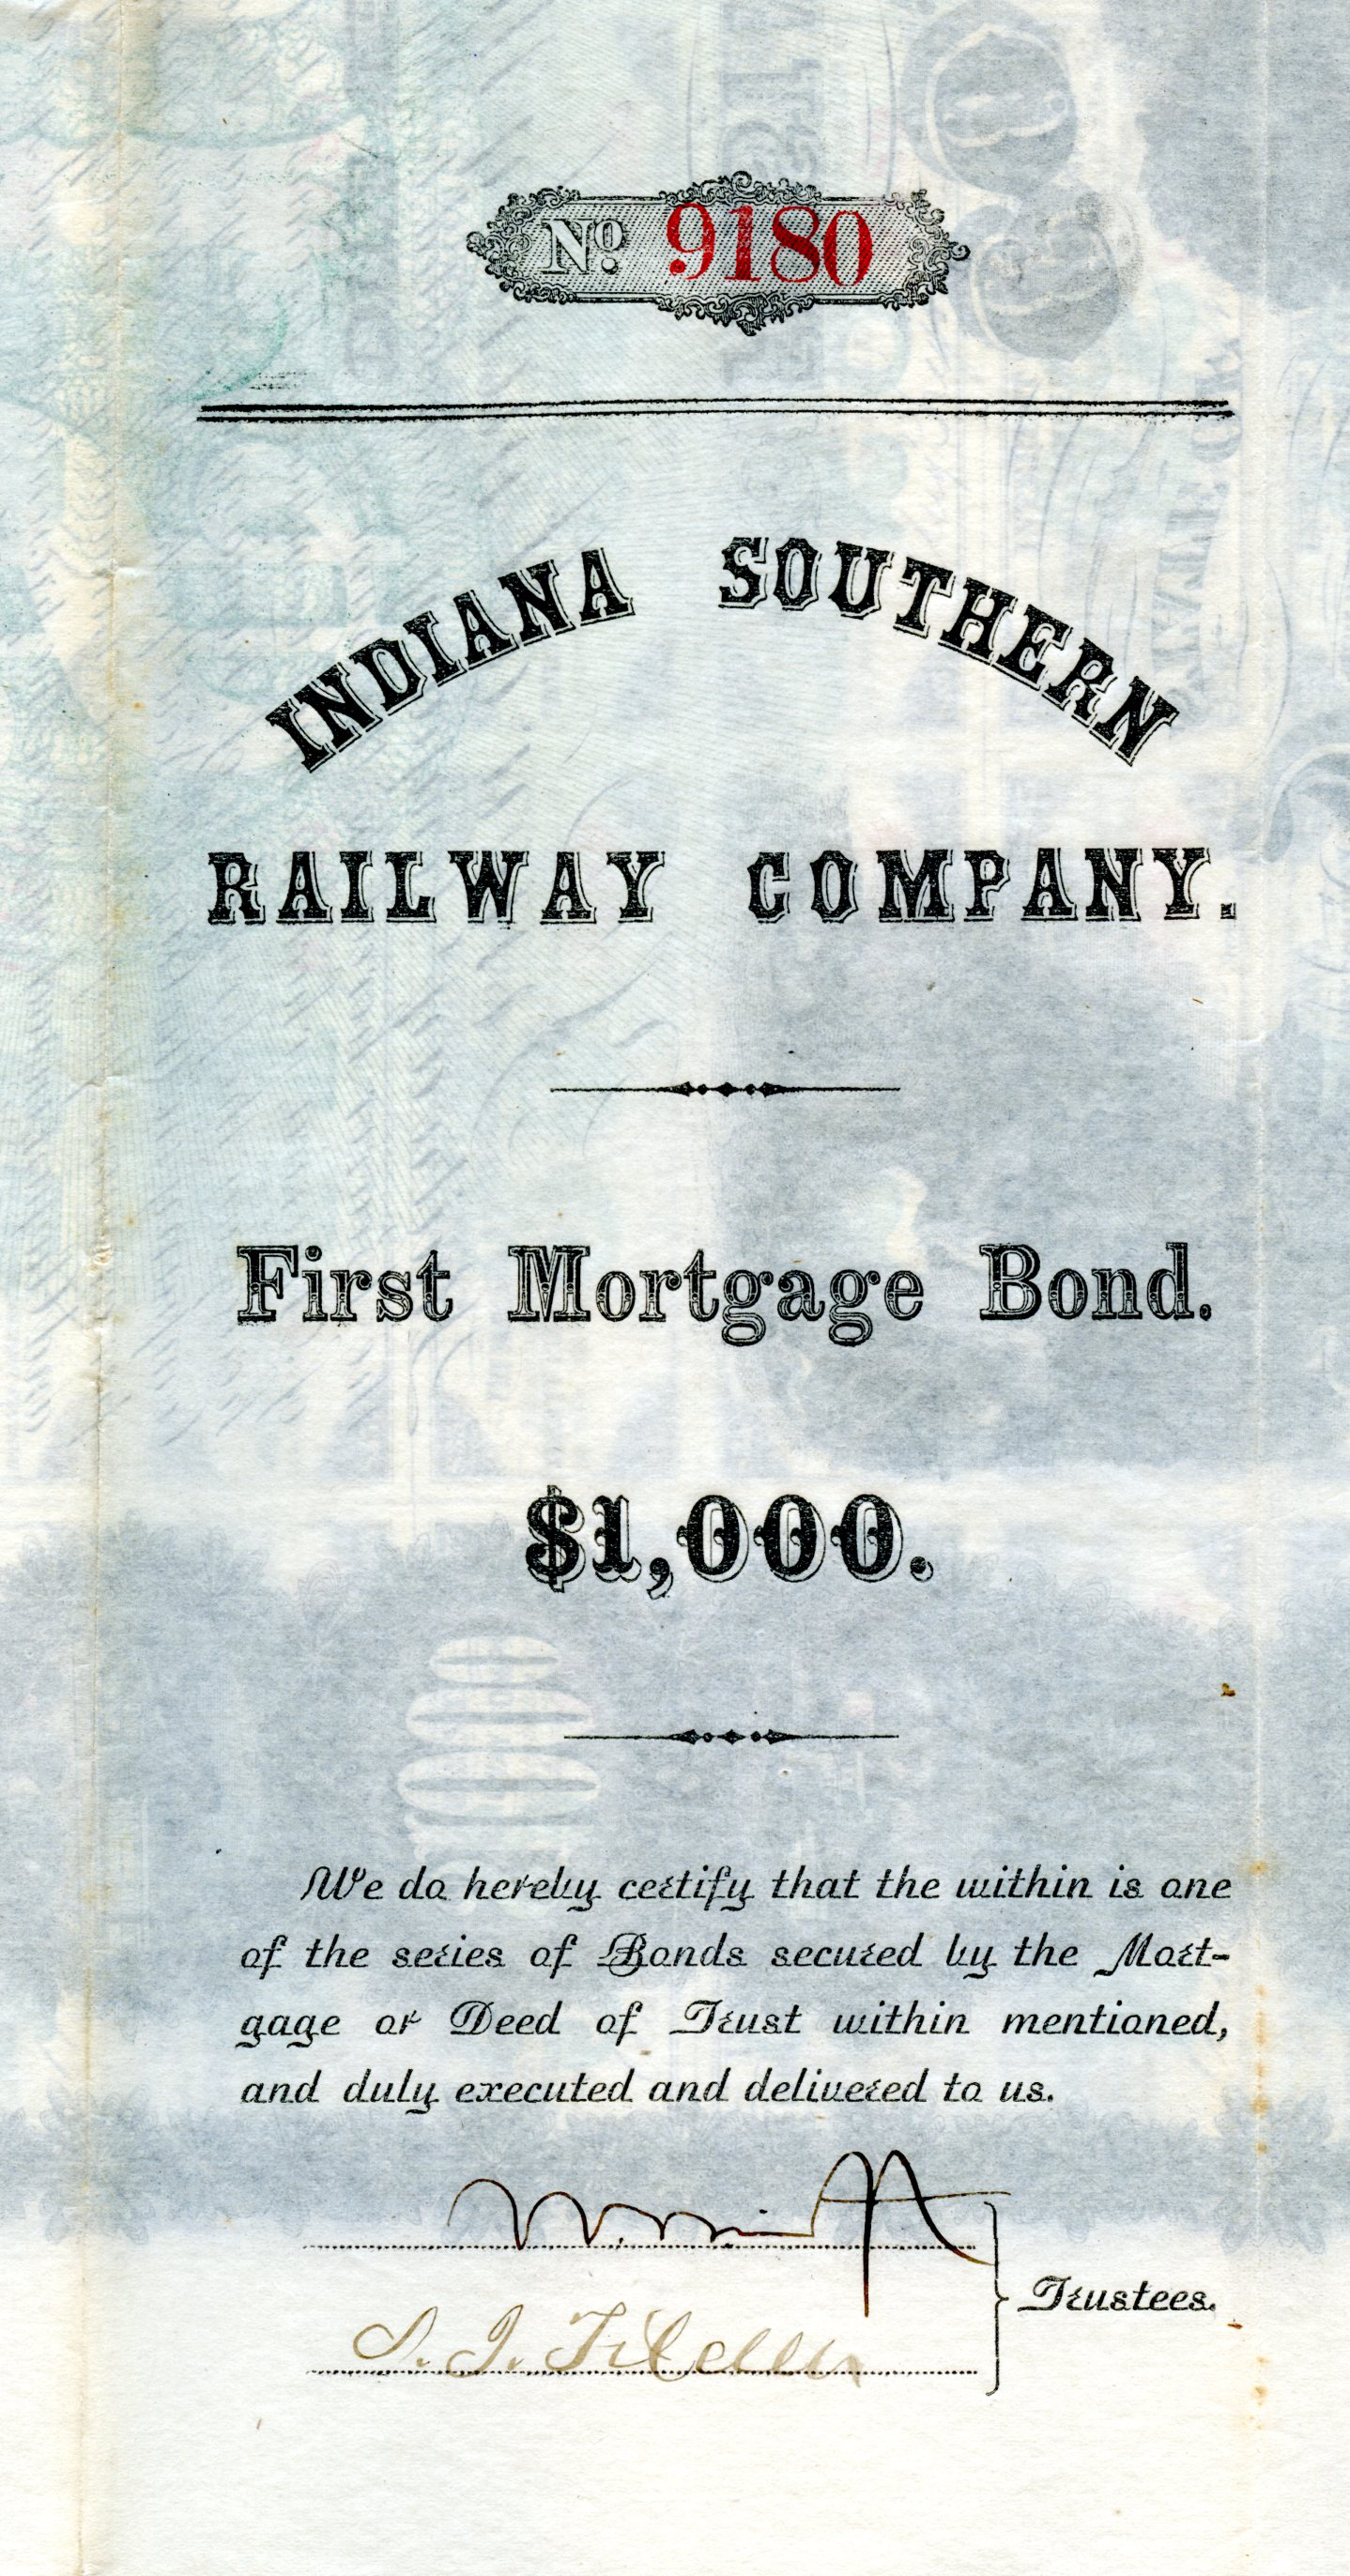 No. 9180
INDIANA SOUTHERN
RAILWAY COMPANY.
First Mortgage Bond.
$1,000.
We do hereby certify that the within is one
of the series of Bonds secured by the Mort-
gage or Deed of Trust within mentioned,
and duly executed and delivered to us.
Trustees.
S. J. Tilden